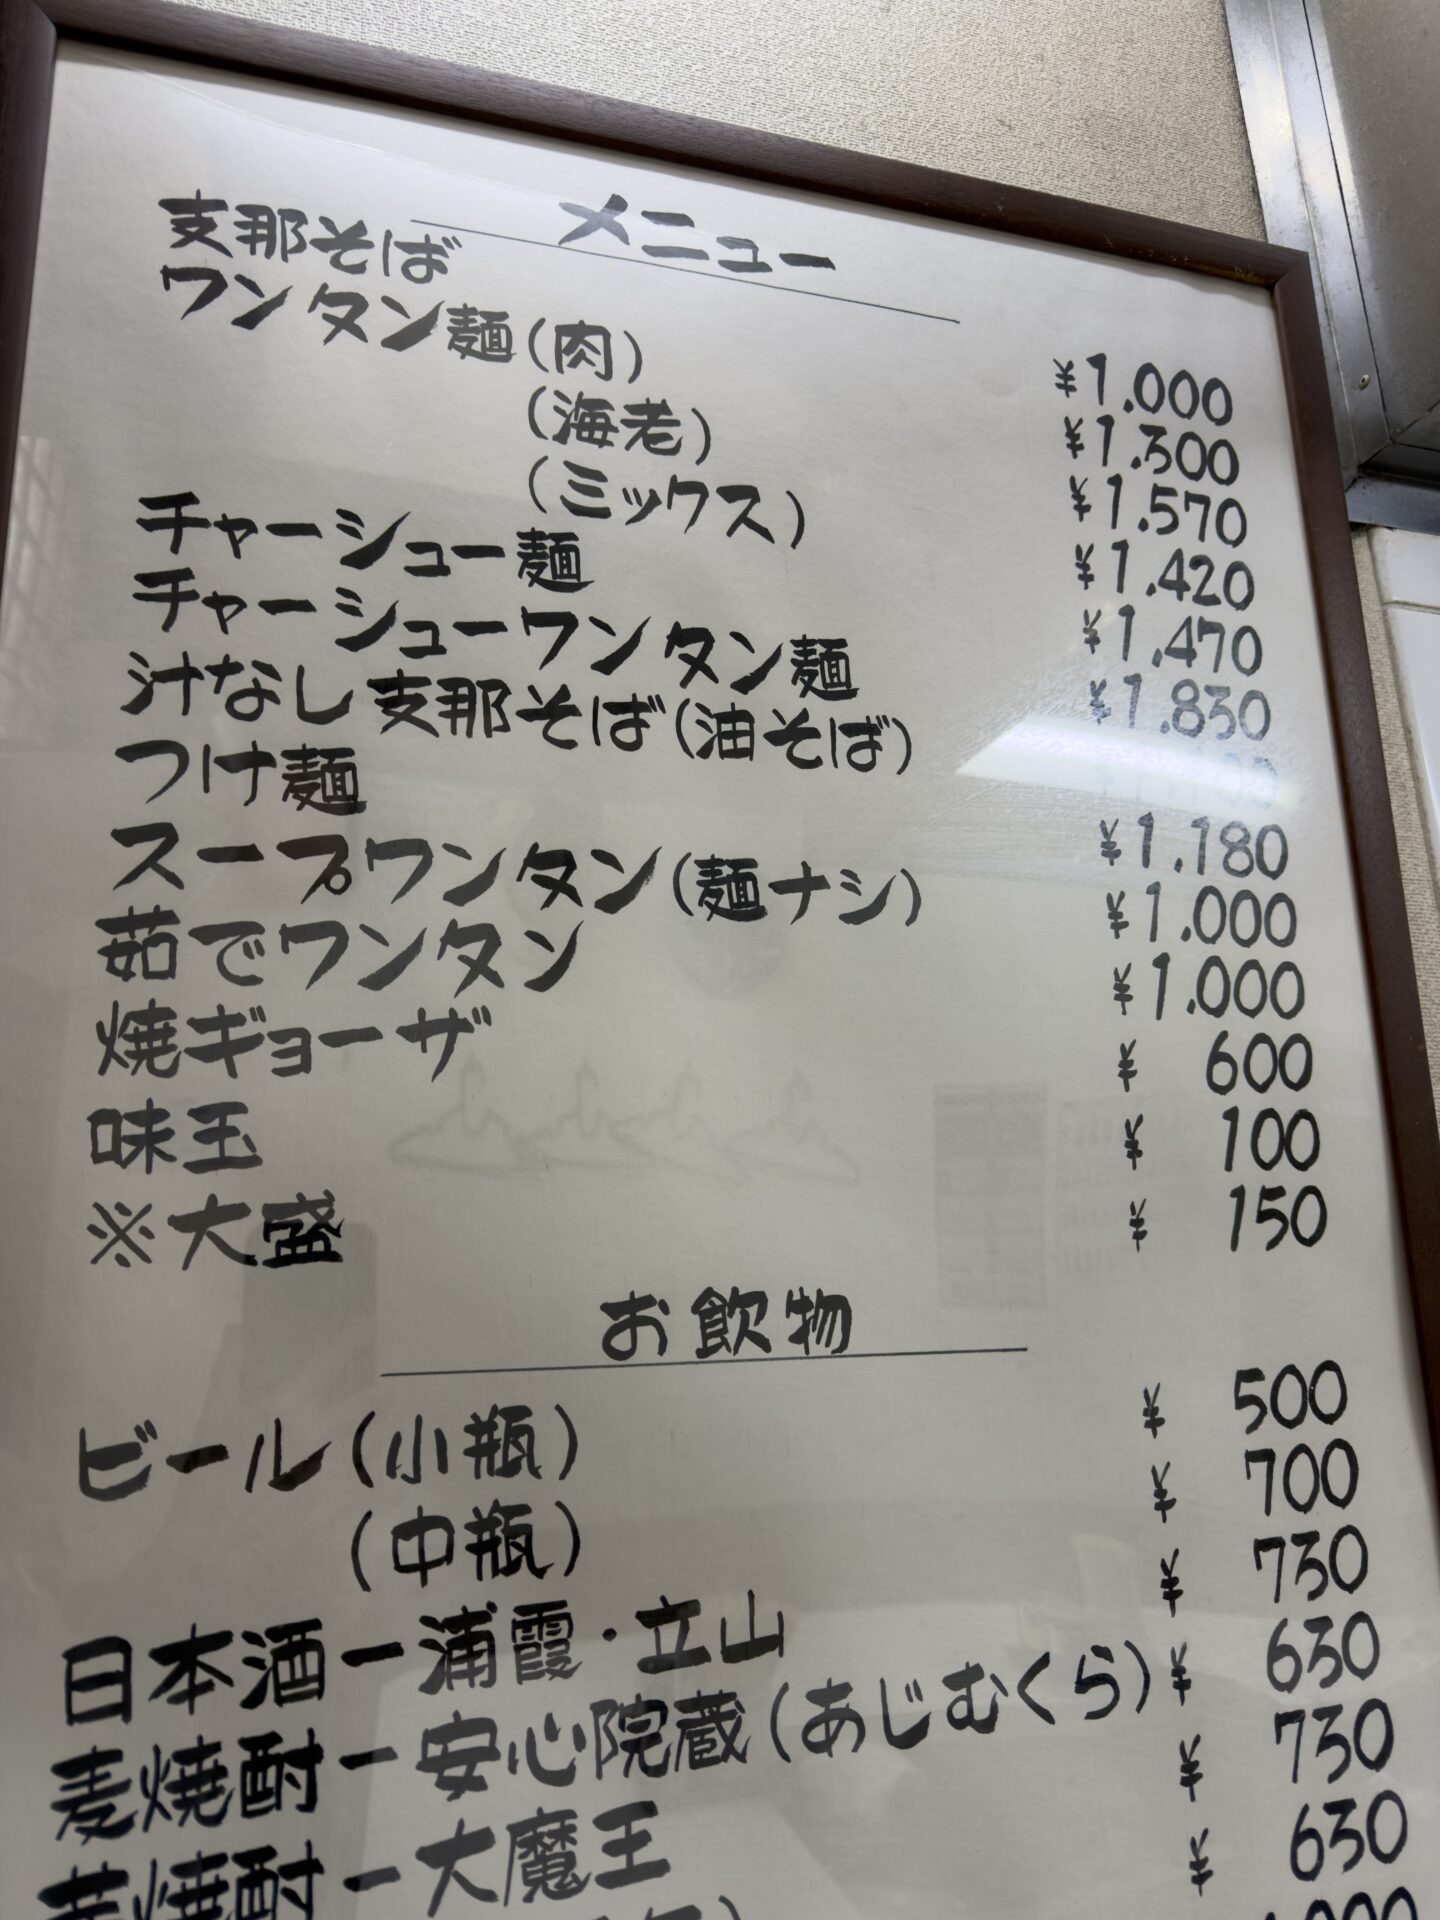 メニュー
支那そば ¥1.000
ワンタン麺(肉) ¥1.300
(海老) ¥1.570
(ミックス) ¥1.420
チャーシュー麺 ¥1.470
チャーシューワンタン麺 ¥1.830
汁なし支那そば(油そば)
つけ麺 ¥1.180
スープワンタン(麺ナシ) ¥1.000
茹でワンタン ¥1.000
焼ギョーザ ¥600
味玉 ¥100
※大盛 ¥150
お飲物
ビール(小瓶) ¥500
(中瓶) ¥700
日本酒ー浦霞・立山 ¥730
麦焼酎ー安心院蔵(あじむくら) ¥630
芋焼酎ー大魔王 ¥730
¥630